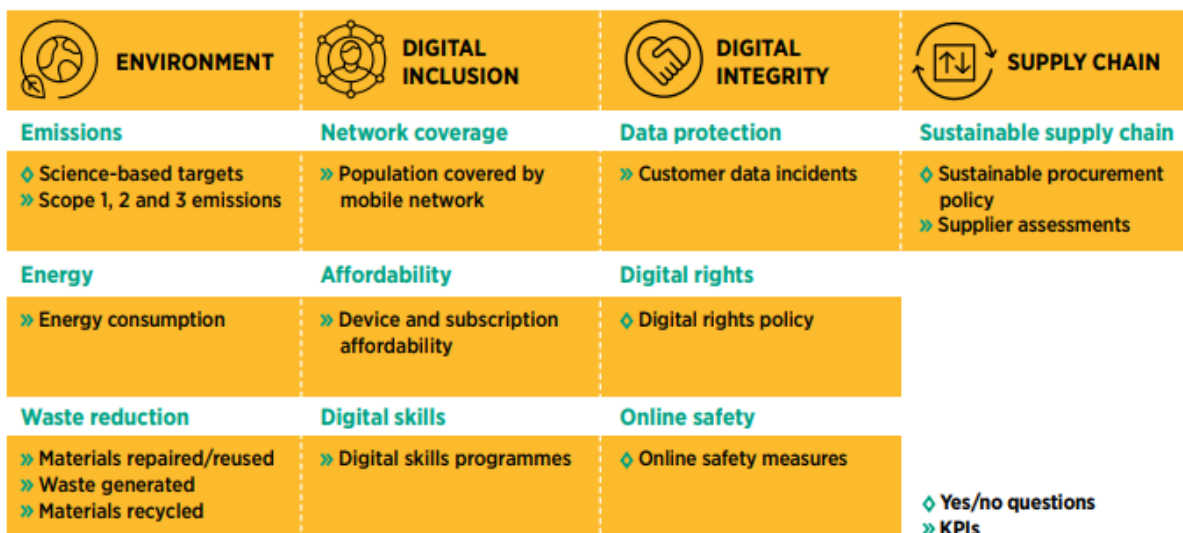 ENVIRONMENT
DIGITAL
INCLUSION
DIGITAL
INTEGRITY
SUPPLY CHAIN
Emissions
Network coverage
Data protection
Sustainable supply chain
◊ Science-based targets
» Scope 1, 2 and 3 emissions
» Population covered by
mobile network
» Customer data incidents
◊ Sustainable procurement
policy
» Supplier assessments
Energy
Affordability
Digital rights
» Energy consumption
» Device and subscription
affordability
◊ Digital rights policy
Waste reduction
Digital skills
Online safety
» Materials repaired/reused
» Waste generated
» Materials recycled
» Digital skills programmes
◊ Online safety measures
◊ Yes/no questions
» KPIs